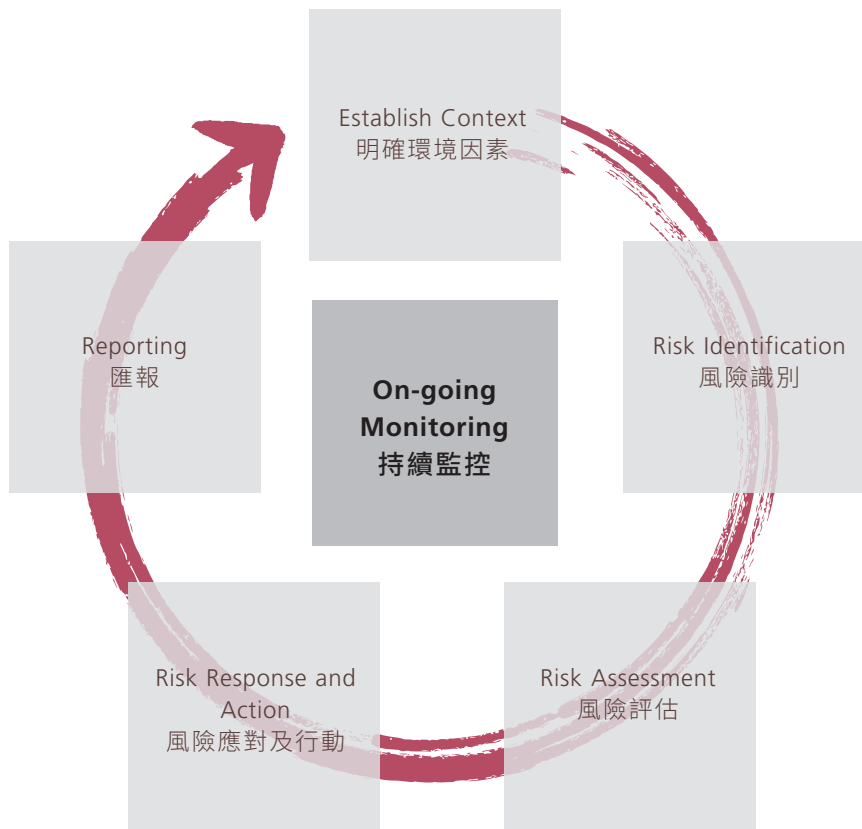 Establish Context
明確環境因素
Risk Identification
風險識別
Risk Assessment
風險評估
Risk Response and
Action
風險應對及行動
Reporting
匯報
On-going
Monitoring
持續監控